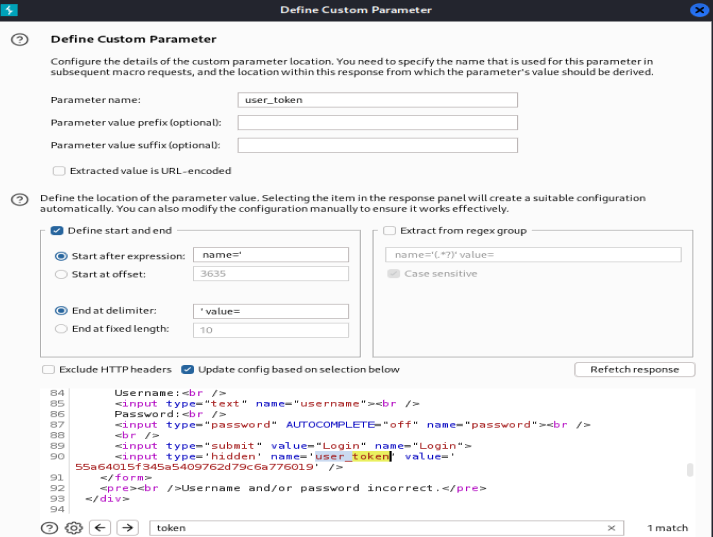 Define Custom Parameter
Define Custom Parameter
Configure the details of the custom parameter location. You need to specify the name that is used for this parameter in
subsequent macro requests, and the location within this response from which the parameter's value should be derived.
Parameter name: user_token
Parameter value prefix (optional):
Parameter value suffix (optional):
Extracted value is URL-encoded
Define the location of the parameter value. Selecting the item in the response panel will create a suitable configuration
automatically. You can also modify the configuration manually to ensure it works effectively.
Define start and end
Start after expression: name='
Start at offset: 3635
End at delimiter: ' value=
End at fixed length: 10
Extract from regex group
name='(.*?)' value=
Case sensitive
Exclude HTTP headers Update config based on selection below Refetch response
84 Username:<br />
85 <input type="text" name="username"><br />
86 Password:<br />
87 <input type="password" AUTOCOMPLETE="off" name="password"><br />
88 <br />
89 <input type="submit" value="Login" name="Login">
90 <input type='hidden' name='user_token' value='
55a64015f345a5409762d79c6a776019' />
91 </form>
92 <pre><br />Username and/or password incorrect.</pre>
93 </div>
94
token 1 match